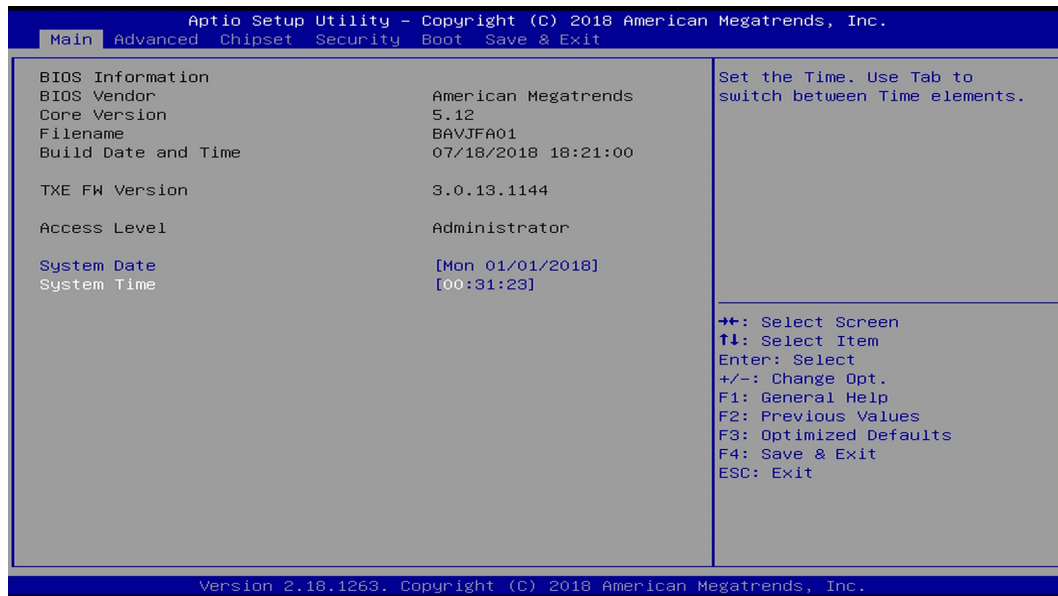 Aptio Setup Utility – Copyright (C) 2018 American Megatrends, Inc.
Main Advanced Chipset Security Boot Save & Exit
BIOS Information
BIOS Vendor American Megatrends
Core Version 5.12
Filename BAVJFA01
Build Date and Time 07/18/2018 18:21:00
TXE FW Version 3.0.13.1144
Access Level Administrator
System Date [Mon 01/01/2018]
System Time [00:31:23]
Set the Time. Use Tab to
switch between Time elements.
→←: Select Screen
↑↓: Select Item
Enter: Select
+/-: Change Opt.
F1: General Help
F2: Previous Values
F3: Optimized Defaults
F4: Save & Exit
ESC: Exit
Version 2.18.1263. Copyright (C) 2018 American Megatrends, Inc.